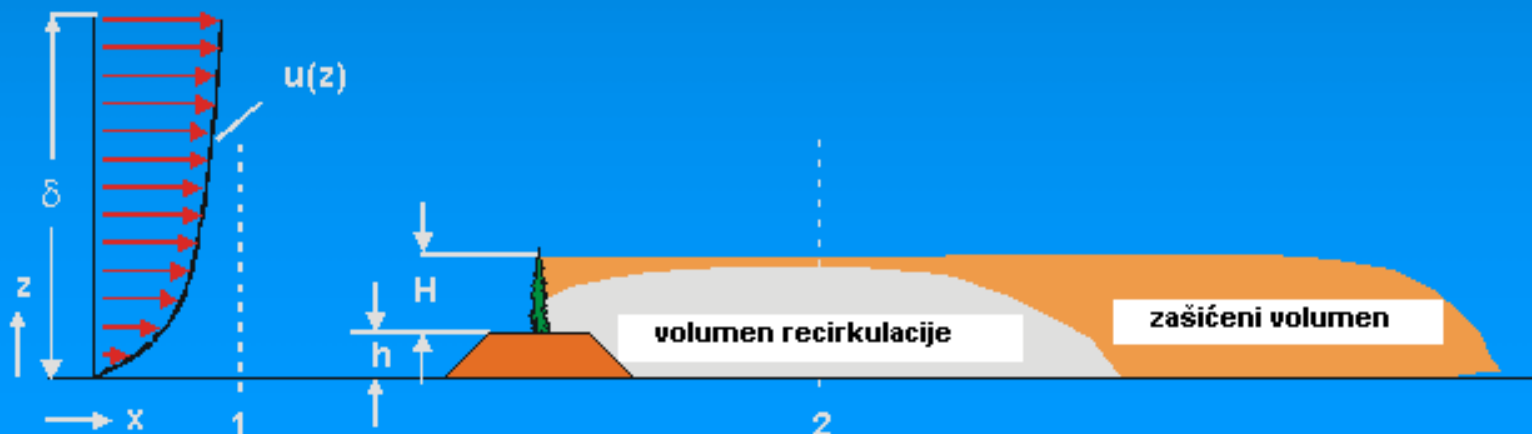 u(z)
δ
z
H
h
volumen recirkulacije
zašićeni volumen
x
1
2